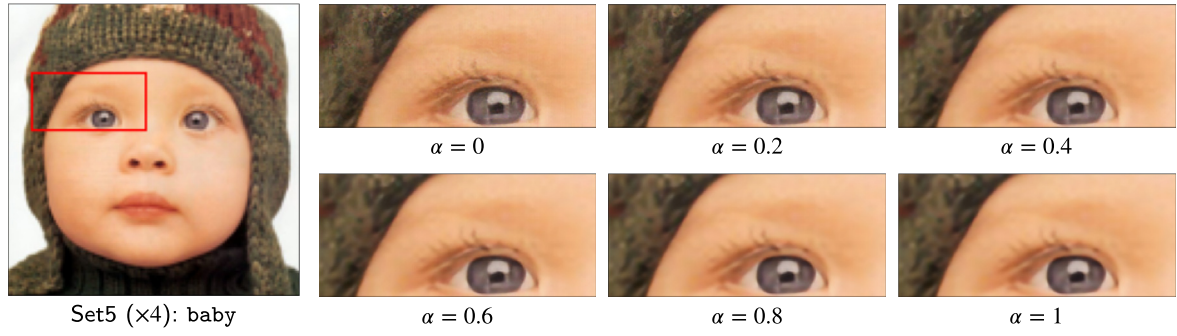 α = 0
α = 0.2
α = 0.4
α = 0.6
α = 0.8
α = 1
Set5 (×4): baby